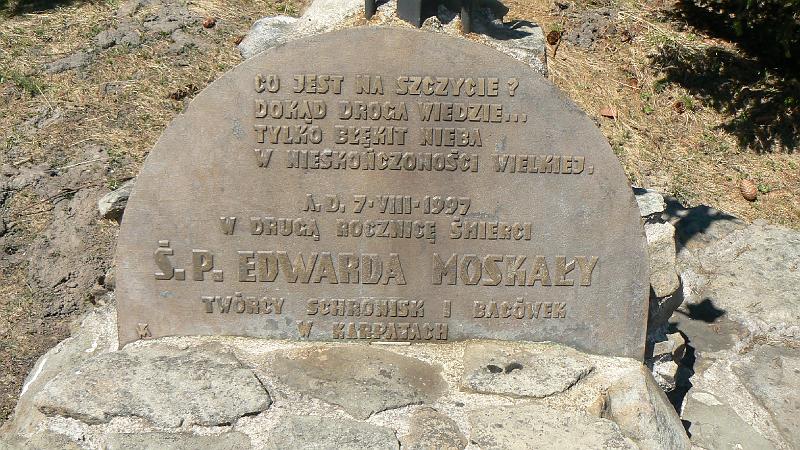 CO JEST NA SZCZYCIE?
DOKĄD DROGA WIEDZIE...
TYLKO BŁĘKIT NIEBA
W NIESKOŃCZONOŚCI WIELKIEJ.
A.D. 7·VIII·1997
W DRUGĄ ROCZNICĘ ŚMIERCI
Ś.P. EDWARDA MOSKAŁY
TWÓRCY SCHRONISK I BACÓWEK
W KARPATACH